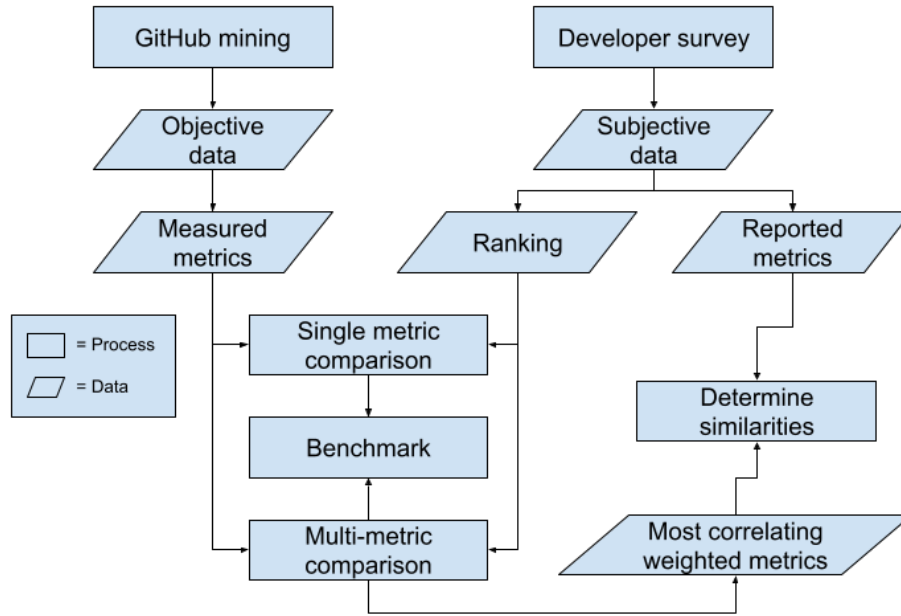 GitHub mining
Developer survey
Objective
data
Subjective
data
Measured
metrics
Ranking
Reported
metrics
= Process
= Data
Single metric
comparison
Benchmark
Determine
similarities
Multi-metric
comparison
Most correlating
weighted metrics